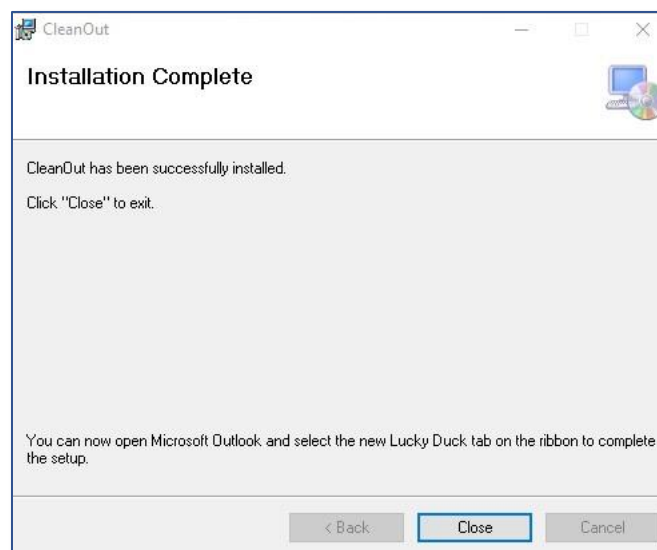 CleanOut
Installation Complete
CleanOut has been successfully installed.
Click "Close" to exit.
You can now open Microsoft Outlook and select the new Lucky Duck tab on the ribbon to complete
the setup.
< Back
Close
Cancel